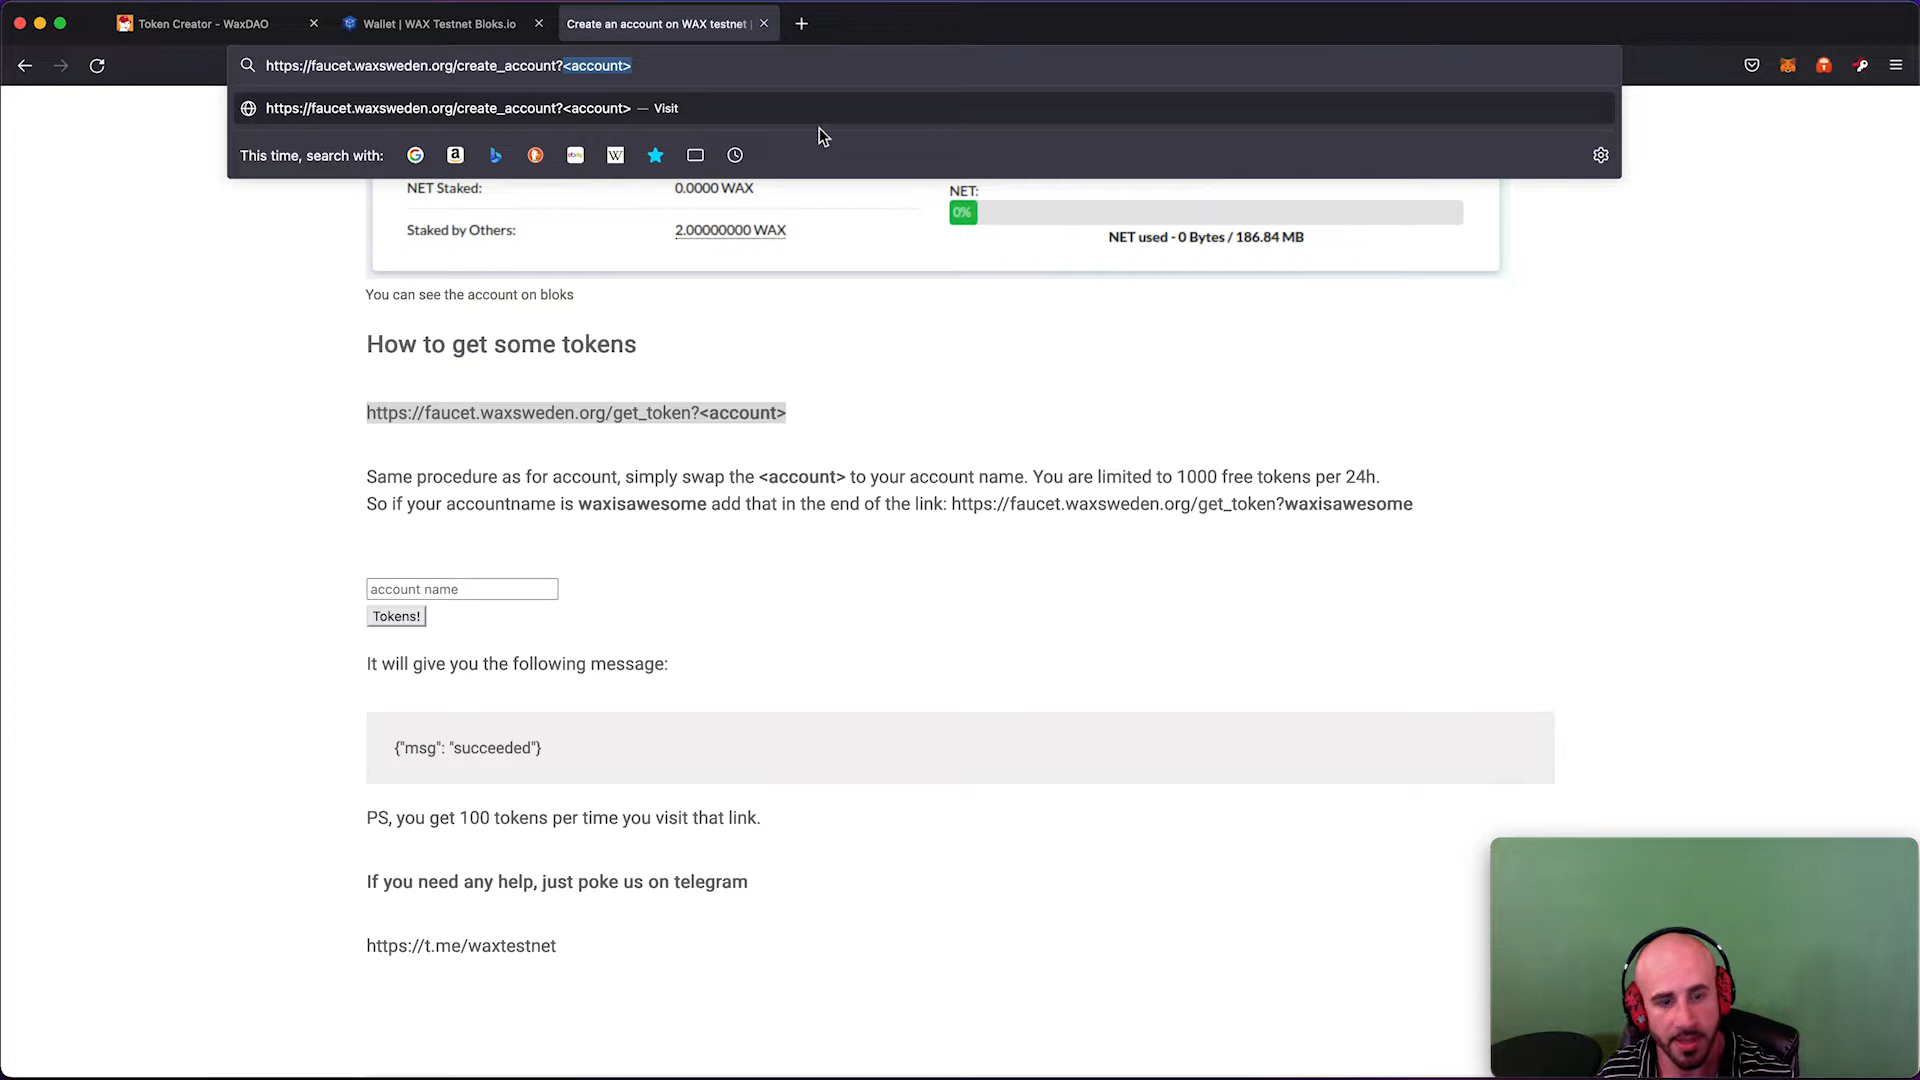 Token Creator - WaxDAO
Wallet | WAX Testnet Bloks.io
Create an account on WAX testnet |
https://faucet.waxsweden.org/create_account?<account>
https://faucet.waxsweden.org/create_account?<account> — Visit
This time, search with:
NET Staked: 0.0000 WAX
NET:
0%
Staked by Others: 2.00000000 WAX
NET used - 0 Bytes / 186.84 MB
You can see the account on bloks
How to get some tokens
https://faucet.waxsweden.org/get_token?<account>
Same procedure as for account, simply swap the <account> to your account name. You are limited to 1000 free tokens per 24h.
So if your accountname is waxisawesome add that in the end of the link: https://faucet.waxsweden.org/get_token?waxisawesome
account name
Tokens!
It will give you the following message:
{"msg": "succeeded"}
PS, you get 100 tokens per time you visit that link.
If you need any help, just poke us on telegram
https://t.me/waxtestnet